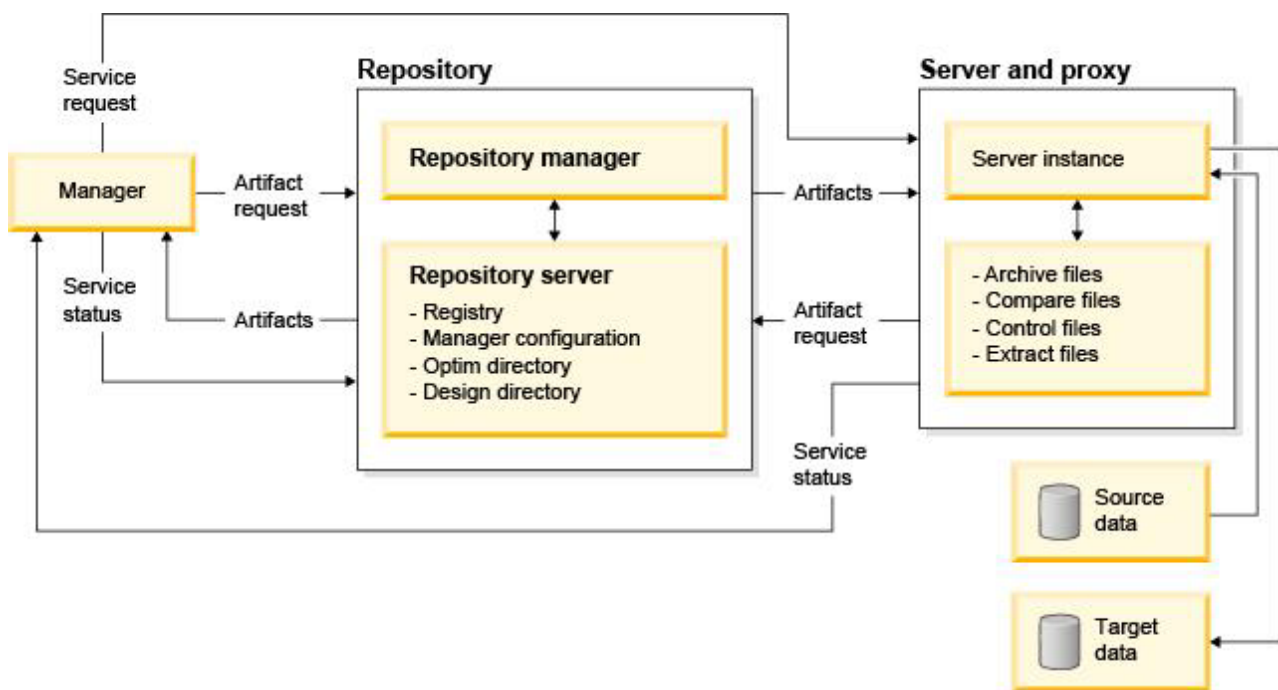 Service
request
Repository
Server and proxy
Manager
Artifact
request
Repository manager
Artifacts
Server instance
Service
status
Artifacts
Repository server
- Registry
- Manager configuration
- Optim directory
- Design directory
Artifact
request
- Archive files
- Compare files
- Control files
- Extract files
Service
status
Source
data
Target
data